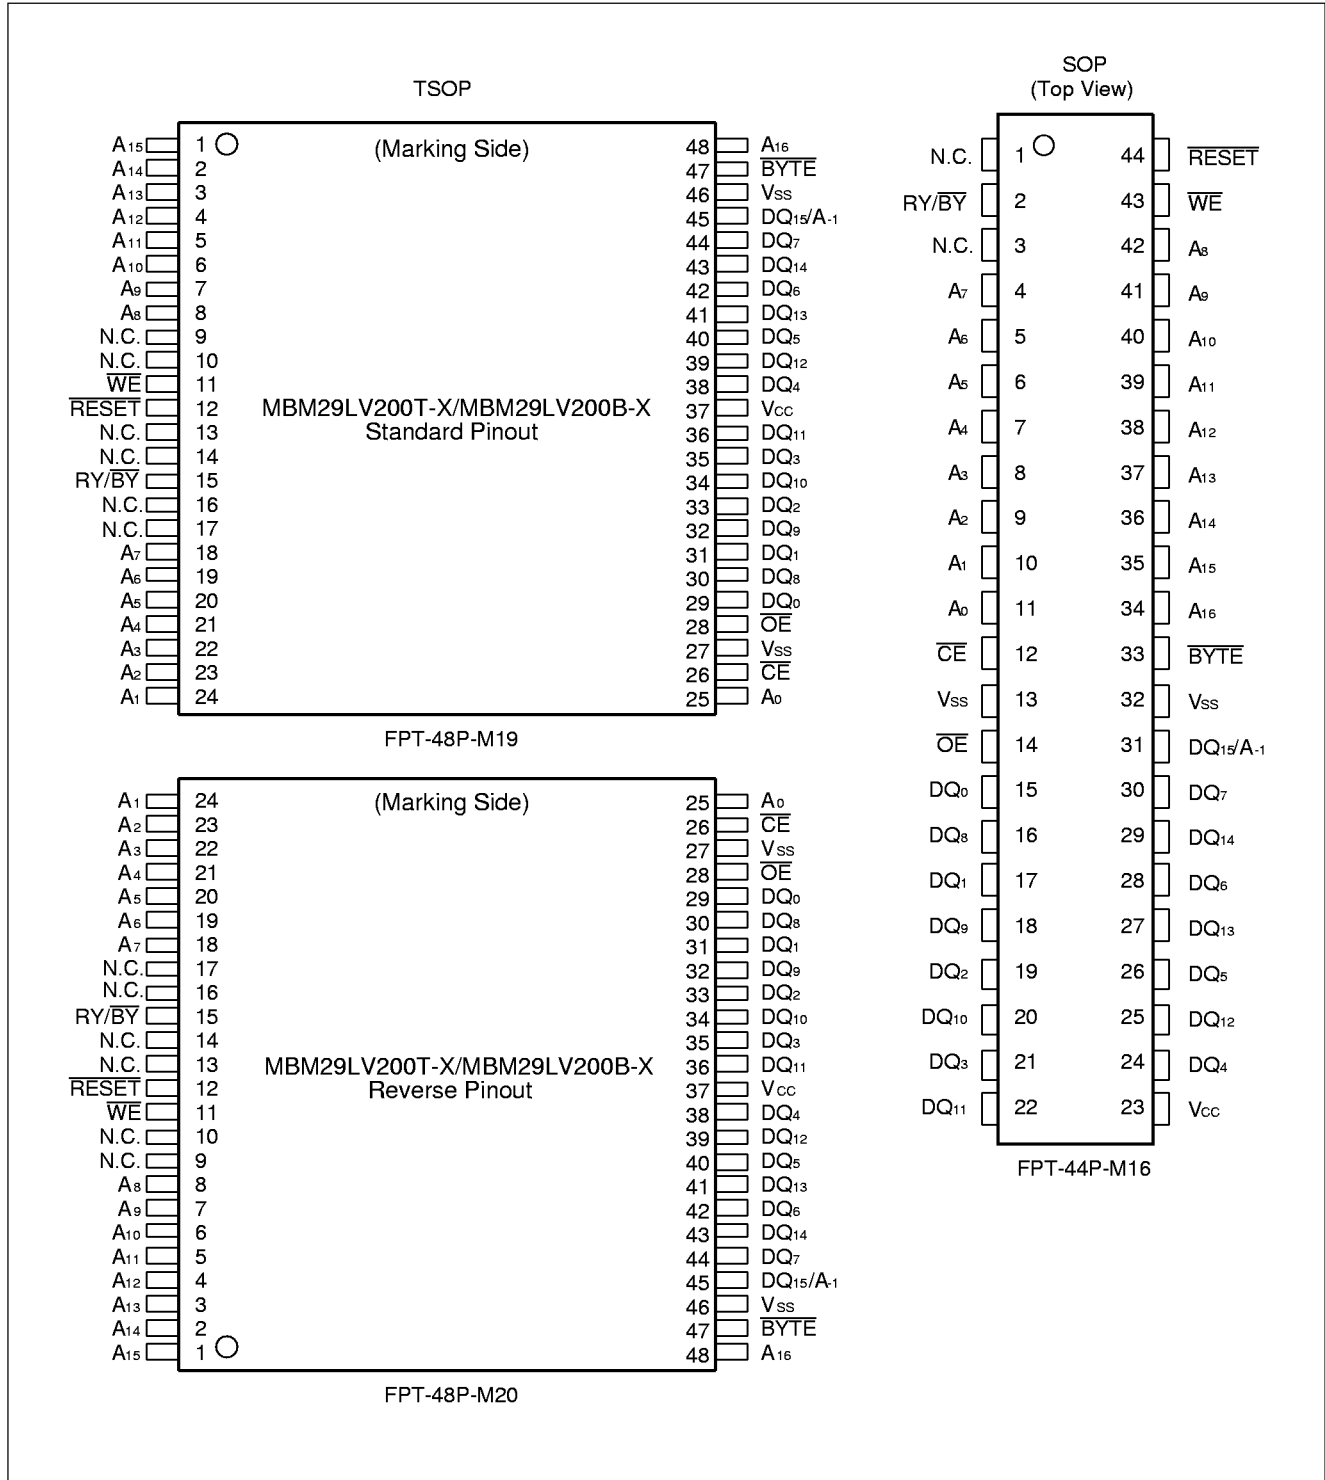 TSOP
(Marking Side)
A15 1 48 A16
A14 2 47 BYTE
A13 3 46 VSS
A12 4 45 DQ15/A-1
A11 5 44 DQ7
A10 6 43 DQ14
A9 7 42 DQ6
A8 8 41 DQ13
N.C. 9 40 DQ5
N.C. 10 39 DQ12
WE 11 38 DQ4
RESET 12 MBM29LV200T-X/MBM29LV200B-X 37 VCC
Standard Pinout
N.C. 13 36 DQ11
N.C. 14 35 DQ3
RY/BY 15 34 DQ10
N.C. 16 33 DQ2
N.C. 17 32 DQ9
A7 18 31 DQ1
A6 19 30 DQ8
A5 20 29 DQ0
A4 21 28 OE
A3 22 27 VSS
A2 23 26 CE
A1 24 25 A0
FPT-48P-M19
(Marking Side)
A1 24 25 A0
A2 23 26 CE
A3 22 27 VSS
A4 21 28 OE
A5 20 29 DQ0
A6 19 30 DQ8
A7 18 31 DQ1
N.C. 17 32 DQ9
N.C. 16 33 DQ2
RY/BY 15 34 DQ10
N.C. 14 35 DQ3
N.C. 13 MBM29LV200T-X/MBM29LV200B-X 36 DQ11
Reverse Pinout
RESET 12 37 VCC
WE 11 38 DQ4
N.C. 10 39 DQ12
N.C. 9 40 DQ5
A8 8 41 DQ13
A9 7 42 DQ6
A10 6 43 DQ14
A11 5 44 DQ7
A12 4 45 DQ15/A-1
A13 3 46 VSS
A14 2 47 BYTE
A15 1 48 A16
FPT-48P-M20
SOP
(Top View)
N.C. 1 44 RESET
RY/BY 2 43 WE
N.C. 3 42 A8
A7 4 41 A9
A6 5 40 A10
A5 6 39 A11
A4 7 38 A12
A3 8 37 A13
A2 9 36 A14
A1 10 35 A15
A0 11 34 A16
CE 12 33 BYTE
VSS 13 32 VSS
OE 14 31 DQ15/A-1
DQ0 15 30 DQ7
DQ8 16 29 DQ14
DQ1 17 28 DQ6
DQ9 18 27 DQ13
DQ2 19 26 DQ5
DQ10 20 25 DQ12
DQ3 21 24 DQ4
DQ11 22 23 VCC
FPT-44P-M16